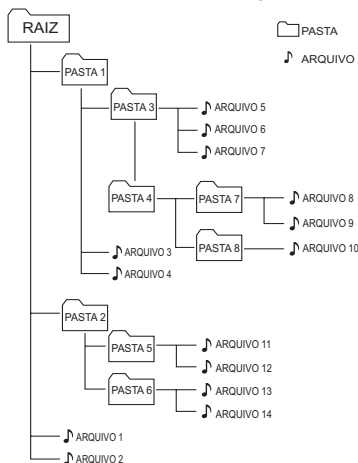 RAIZ
PASTA
ARQUIVO
PASTA 1
PASTA 3
ARQUIVO 5
ARQUIVO 6
ARQUIVO 7
PASTA 4
PASTA 7
ARQUIVO 8
ARQUIVO 9
PASTA 8
ARQUIVO 10
ARQUIVO 3
ARQUIVO 4
PASTA 2
PASTA 5
ARQUIVO 11
ARQUIVO 12
PASTA 6
ARQUIVO 13
ARQUIVO 14
ARQUIVO 1
ARQUIVO 2